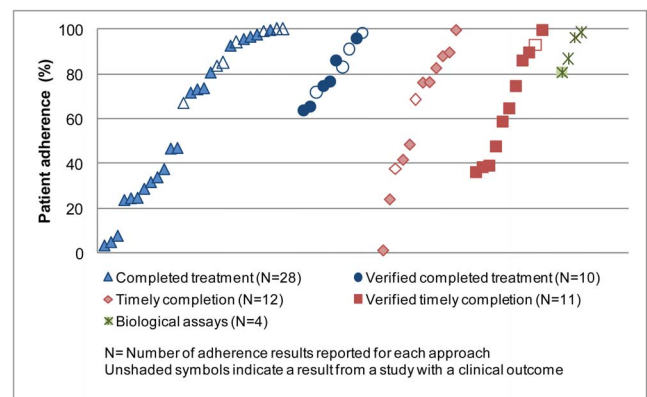 Patient adherence (%)
100
80
60
40
20
0
Completed treatment (N=28)
Verified completed treatment (N=10)
Timely completion (N=12)
Verified timely completion (N=11)
Biological assays (N=4)
N= Number of adherence results reported for each approach
Unshaded symbols indicate a result from a study with a clinical outcome